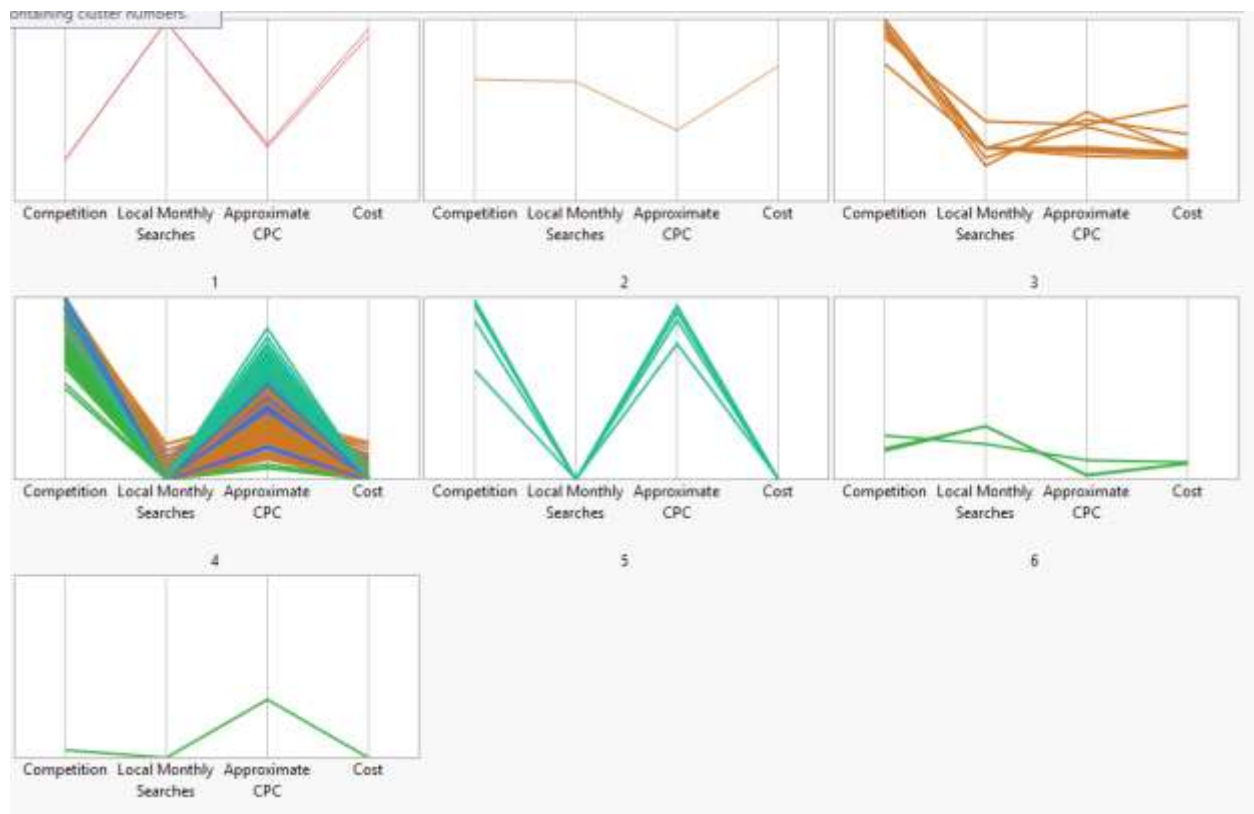 ontaining cluster numbers.
Competition Local Monthly Approximate Cost
Searches CPC
Competition Local Monthly Approximate Cost
Searches CPC
Competition Local Monthly Approximate Cost
Searches CPC
1
2
3
Competition Local Monthly Approximate Cost
Searches CPC
Competition Local Monthly Approximate Cost
Searches CPC
Competition Local Monthly Approximate Cost
Searches CPC
4
5
6
Competition Local Monthly Approximate Cost
Searches CPC